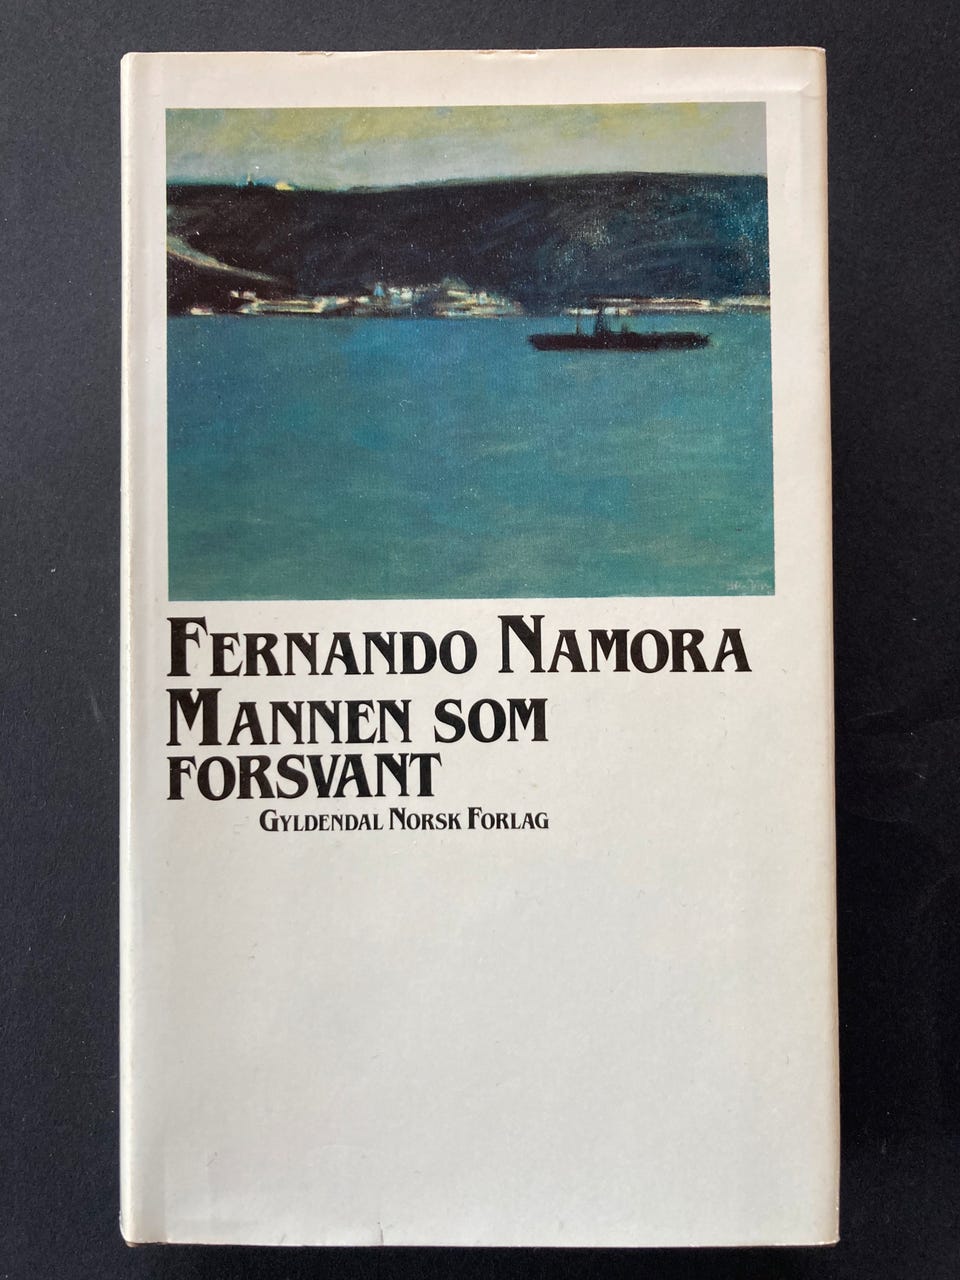 FERNANDO NAMORA
MANNEN SOM
FORSVANT
GYLDENDAL NORSK FORLAG